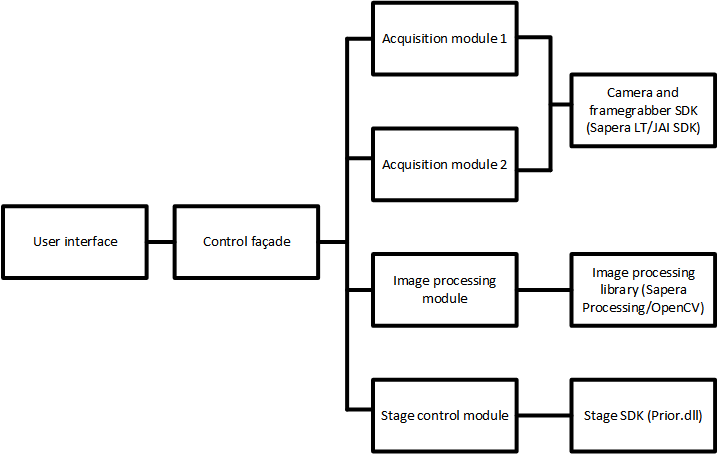 Acquisition module 1
Camera and
framegrabber SDK
(Sapera LT/JAI SDK)
Acquisition module 2
User interface
Control façade
Image processing
module
Image processing
library (Sapera
Processing/OpenCV)
Stage control module
Stage SDK (Prior.dll)